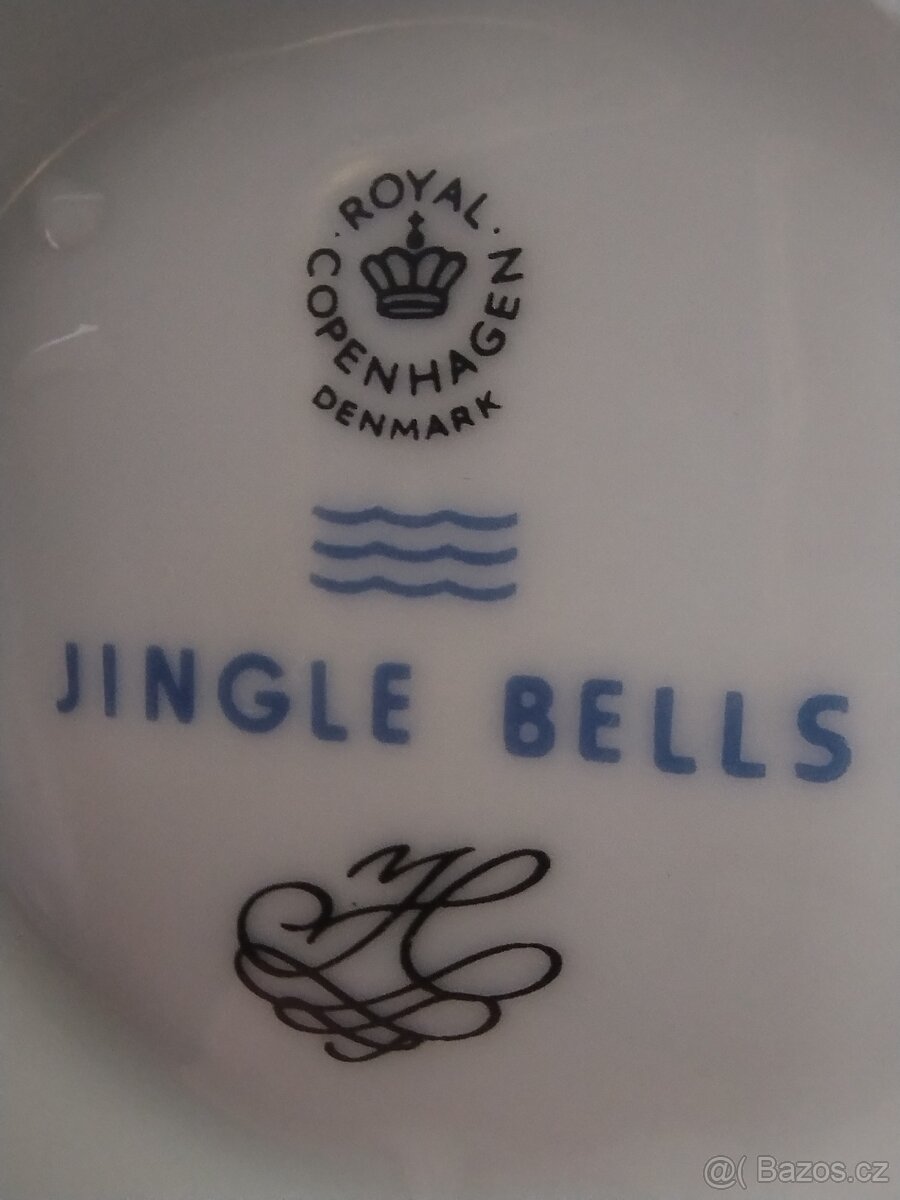 · ROYAL ·
COPENHAGEN
DENMARK
JINGLE BELLS
@( Bazos.cz